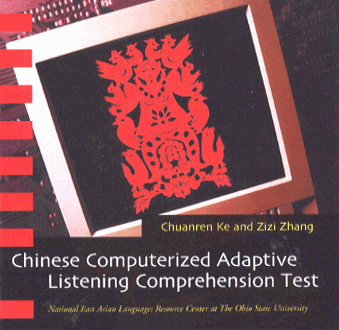 Chuanren Ke and Zizi Zhang
Chinese Computerized Adaptive
Listening Comprehension Test
National East Asian Languages Resource Center at The Ohio State University